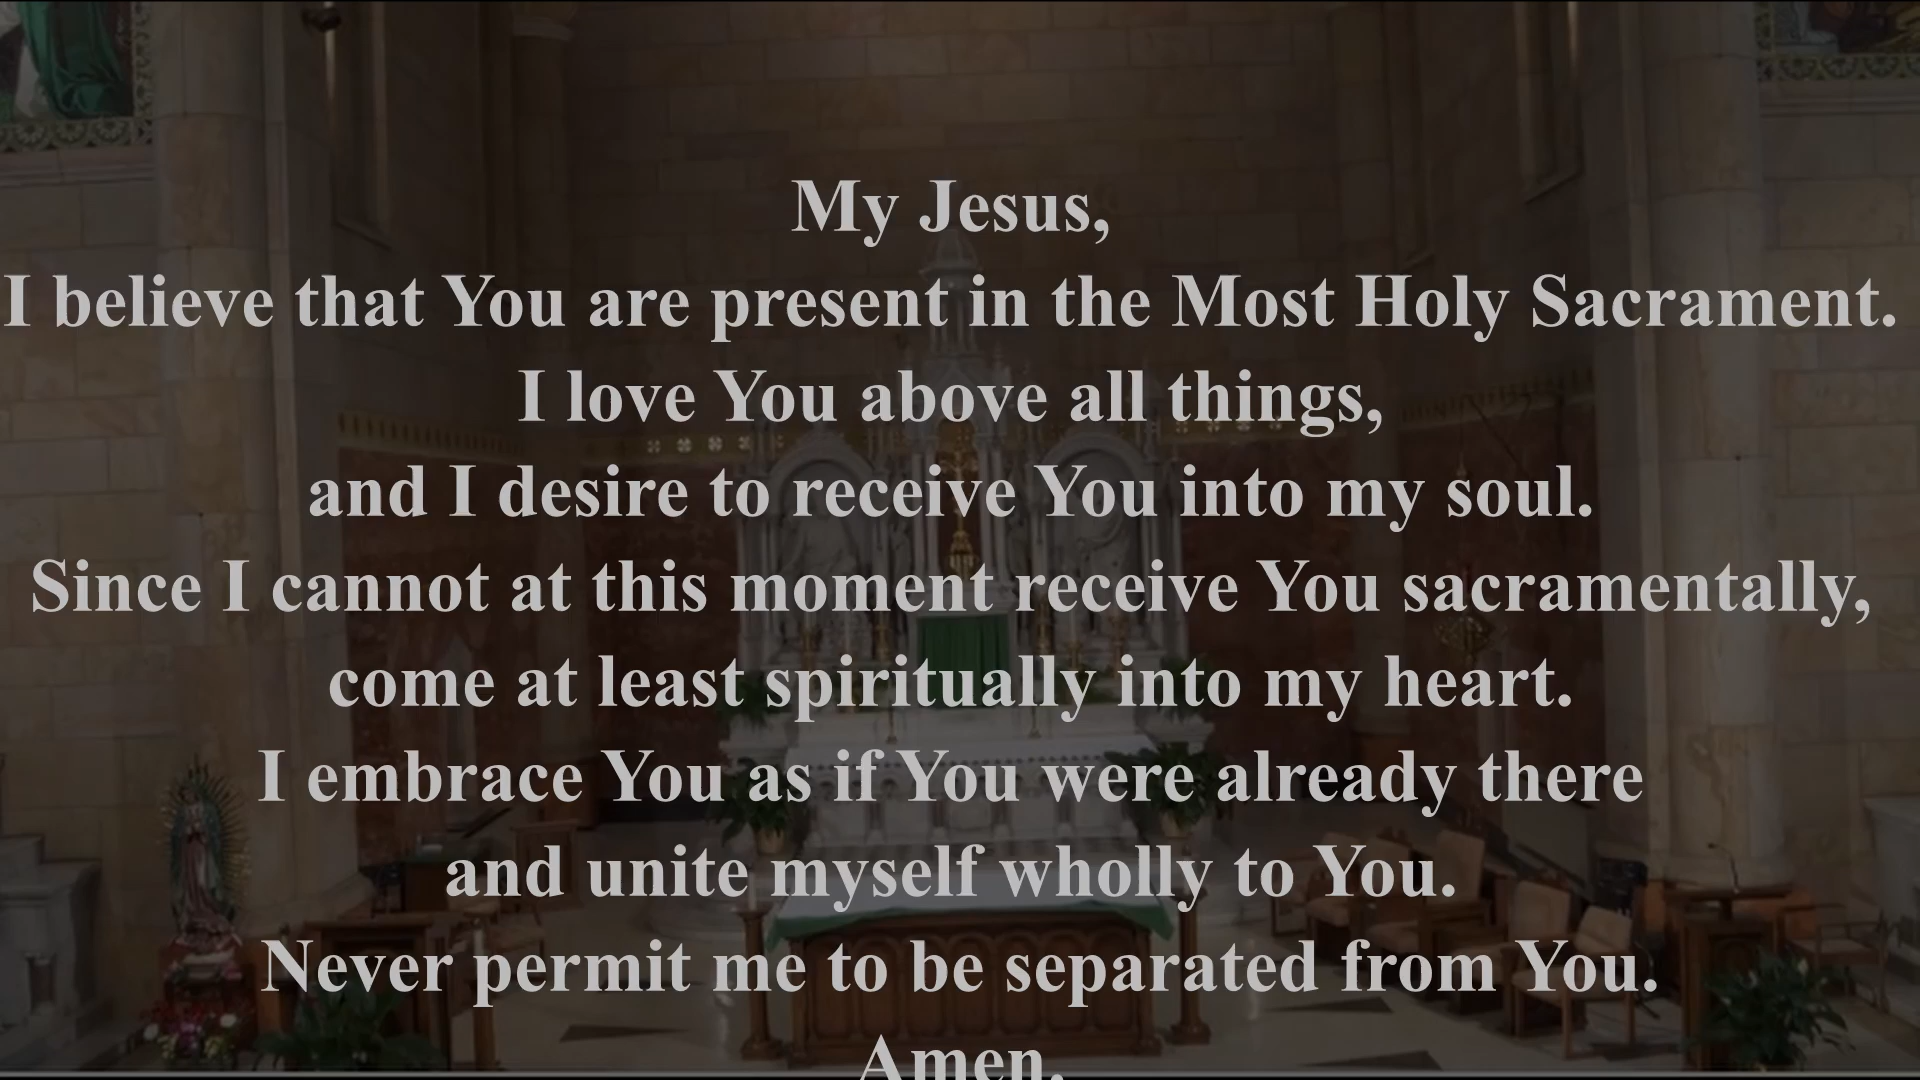 My Jesus,
I believe that You are present in the Most Holy Sacrament.
I love You above all things,
and I desire to receive You into my soul.
Since I cannot at this moment receive You sacramentally,
come at least spiritually into my heart.
I embrace You as if You were already there
and unite myself wholly to You.
Never permit me to be separated from You.
Amen.